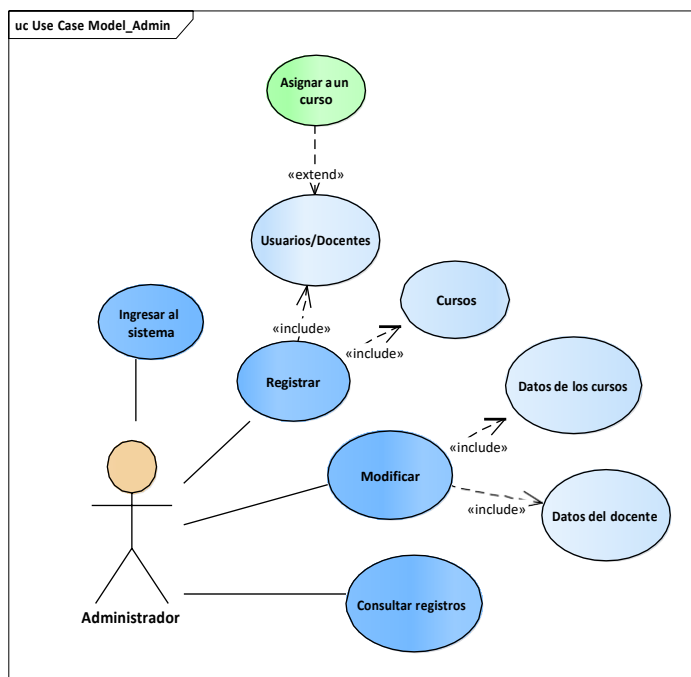 uc Use Case Model_Admin
Asignar a un
curso
«extend»
Usuarios/Docentes
Cursos
Ingresar al
sistema
«include»
«include»
Registrar
Datos de los cursos
«include»
Modificar
«include»
Datos del docente
Consultar registros
Administrador